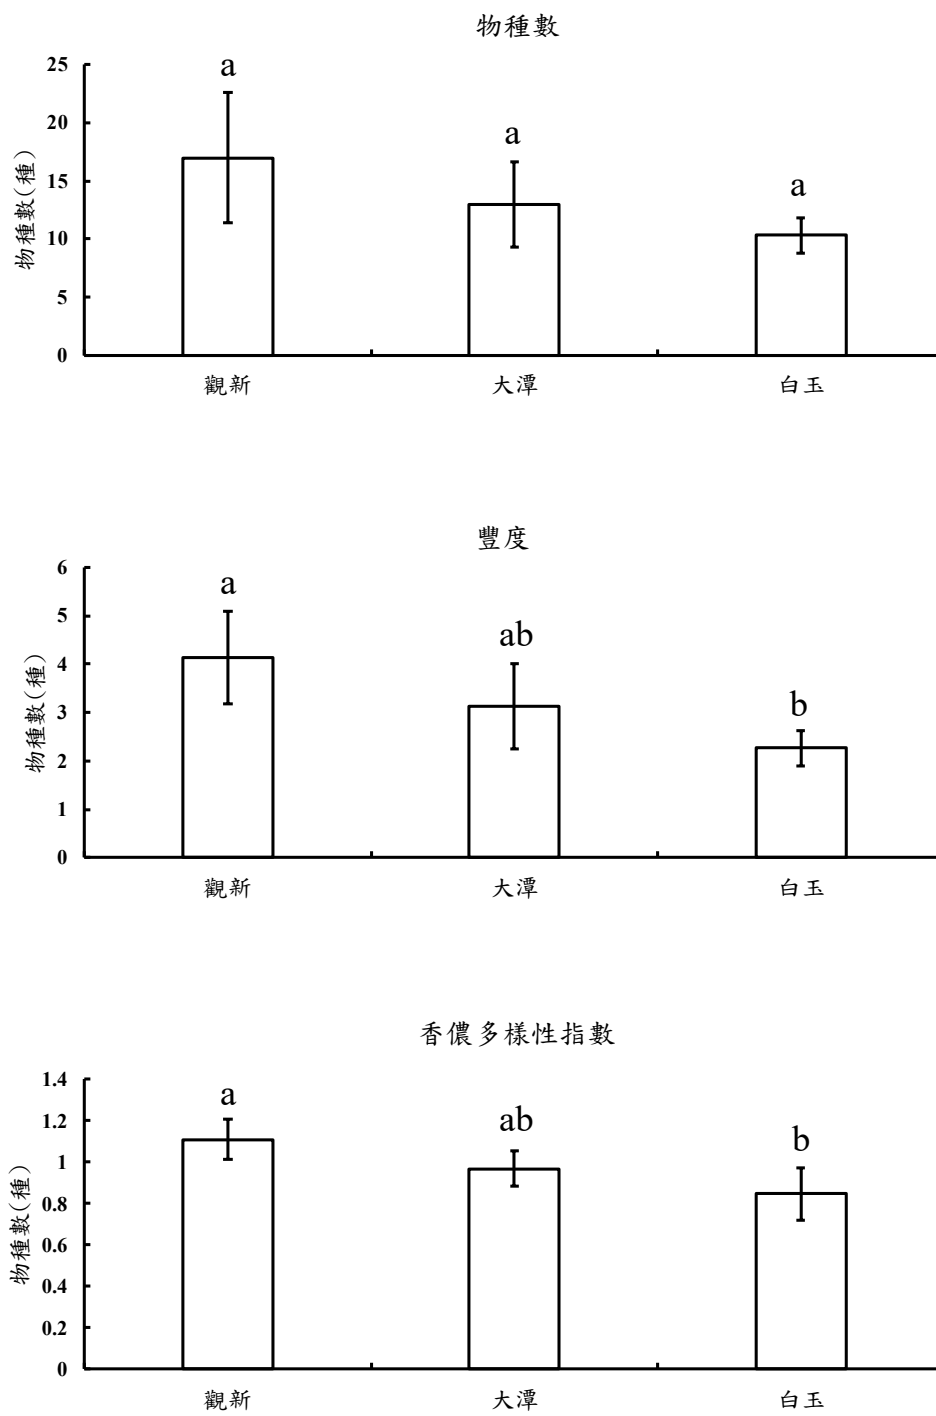 物種數
物種數(種)
25
20
15
10
5
0
a
a
a
觀新
大潭
白玉
豐度
物種數(種)
6
5
4
3
2
1
0
a
ab
b
觀新
大潭
白玉
香儂多樣性指數
物種數(種)
1.4
1.2
1
0.8
0.6
0.4
0.2
0
a
ab
b
觀新
大潭
白玉